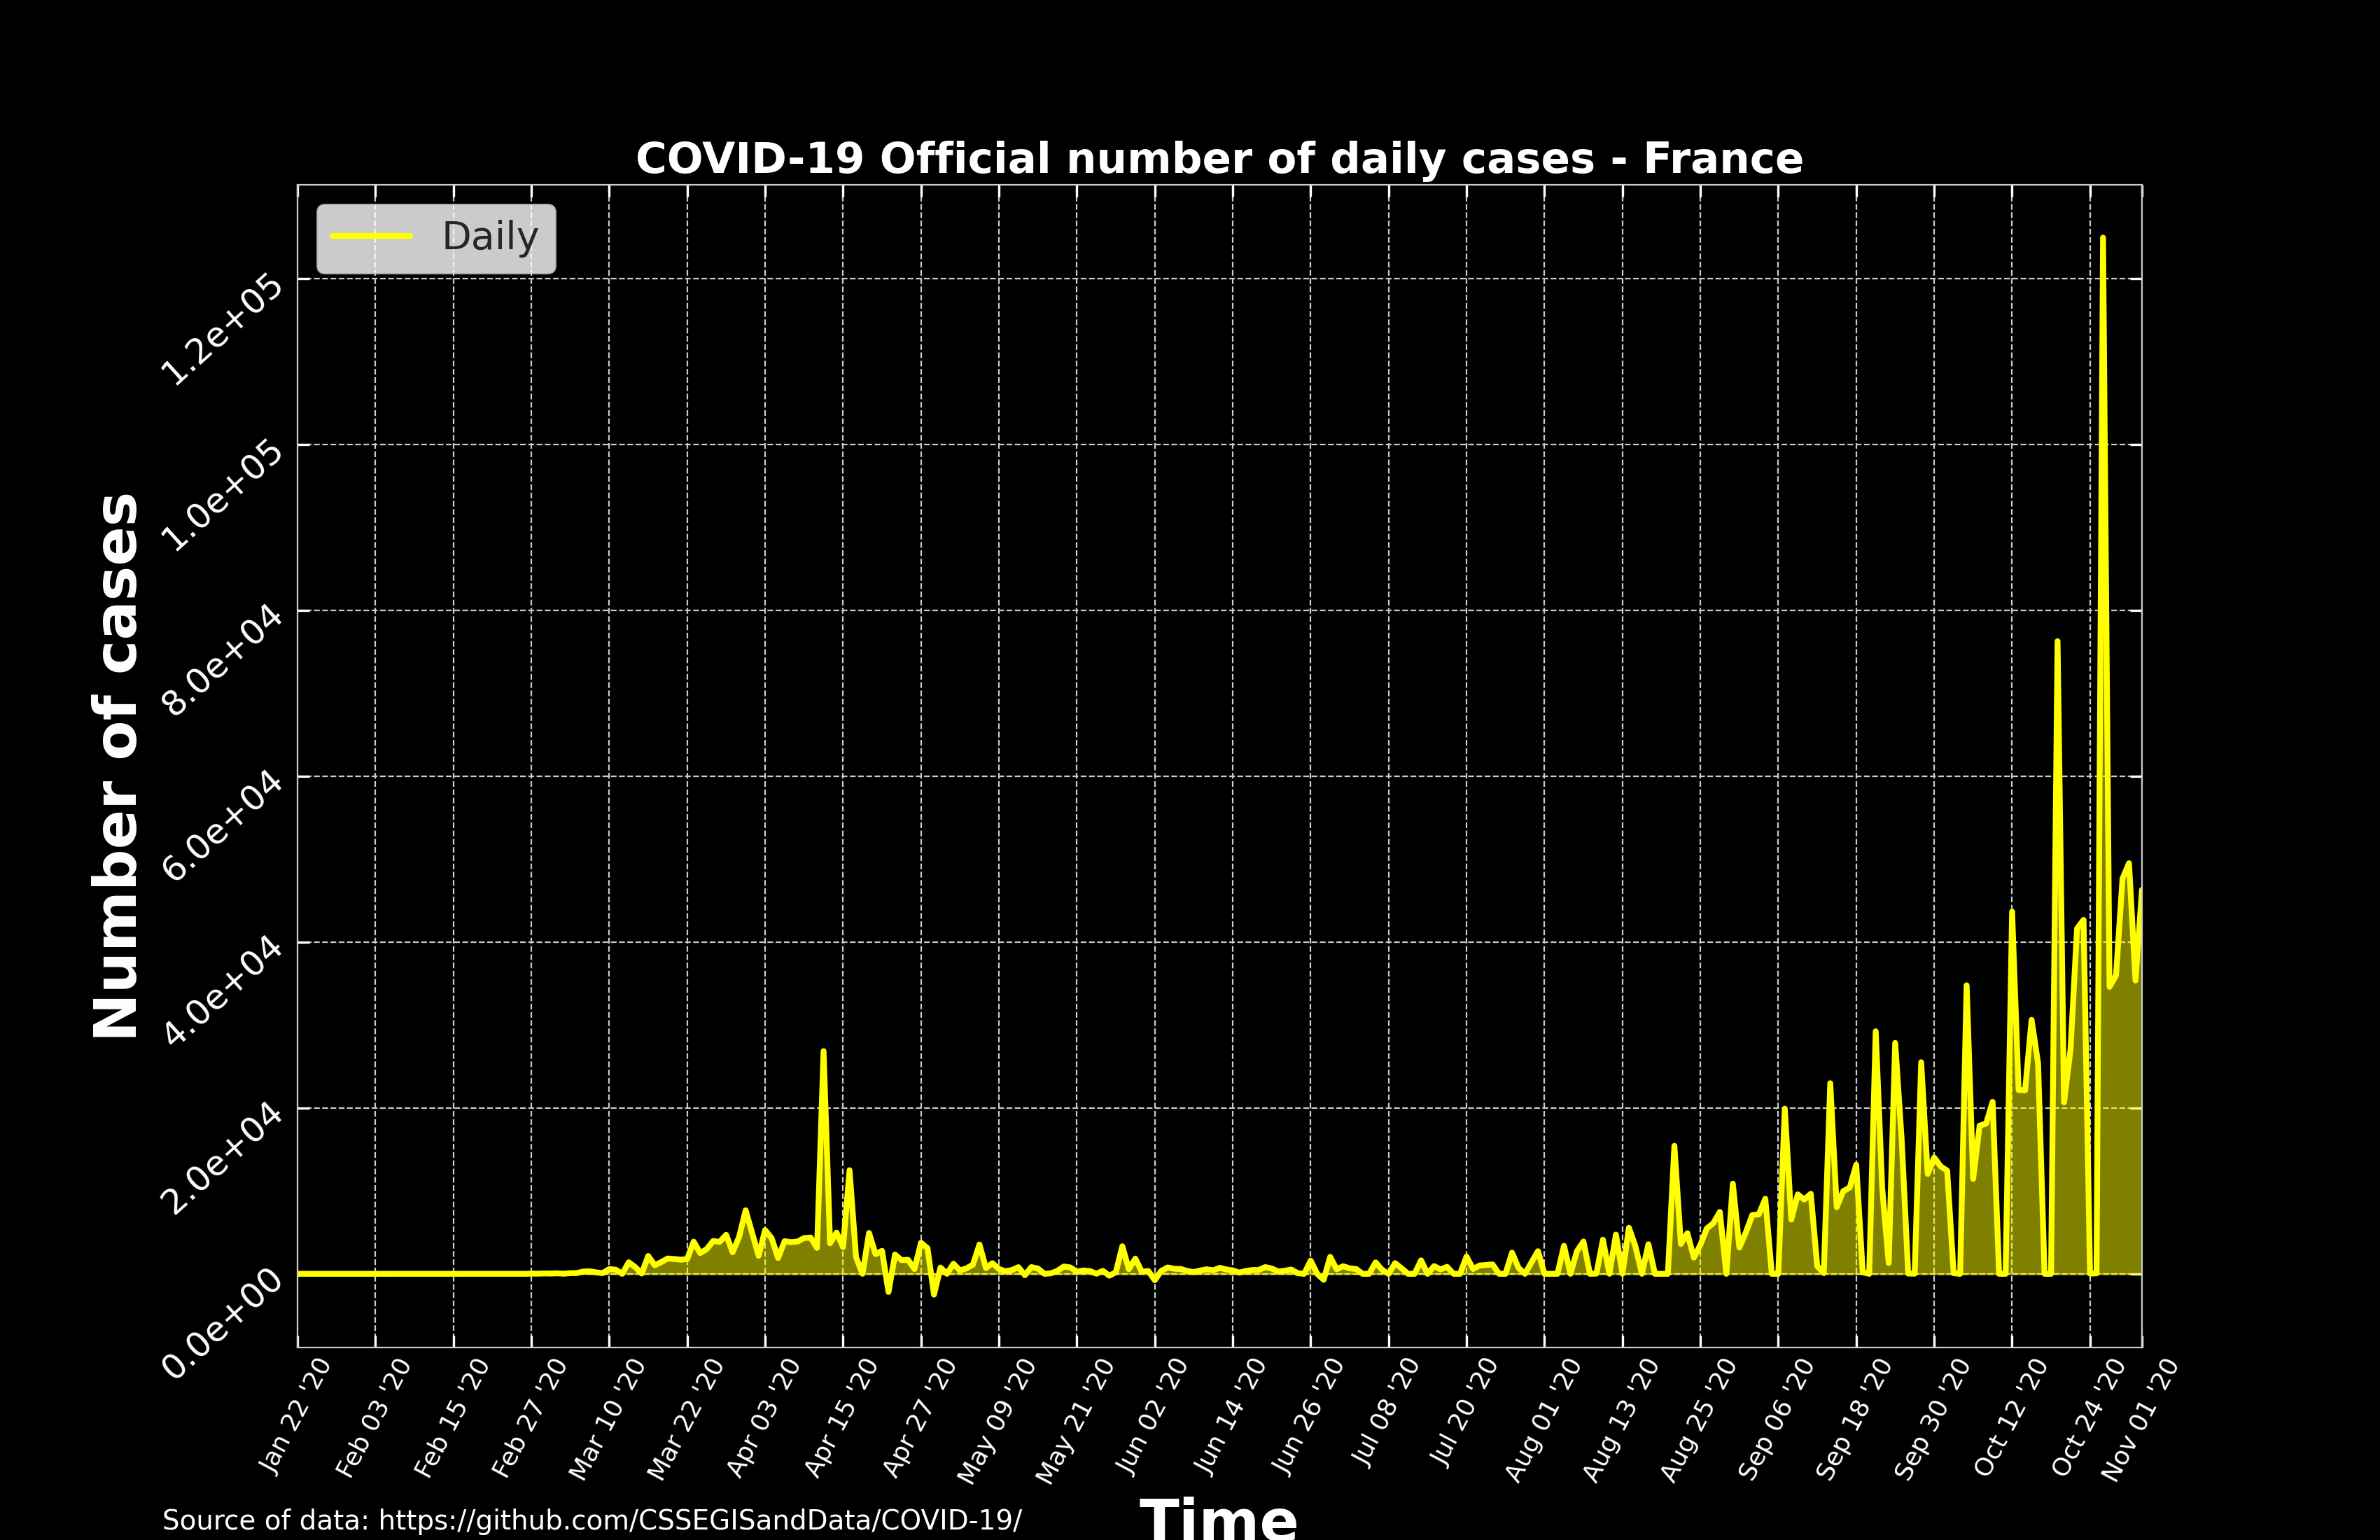 COVID-19 Official number of daily cases - France
Daily
Number of cases
1.2e+05
1.0e+05
8.0e+04
6.0e+04
4.0e+04
2.0e+04
0.0e+00
Jan 22 '20
Feb 03 '20
Feb 15 '20
Feb 27 '20
Mar 10 '20
Mar 22 '20
Apr 03 '20
Apr 15 '20
Apr 27 '20
May 09 '20
May 21 '20
Jun 02 '20
Jun 14 '20
Jun 26 '20
Jul 08 '20
Jul 20 '20
Aug 01 '20
Aug 13 '20
Aug 25 '20
Sep 06 '20
Sep 18 '20
Sep 30 '20
Oct 12 '20
Oct 24 '20
Nov 01 '20
Time
Source of data: https://github.com/CSSEGISandData/COVID-19/